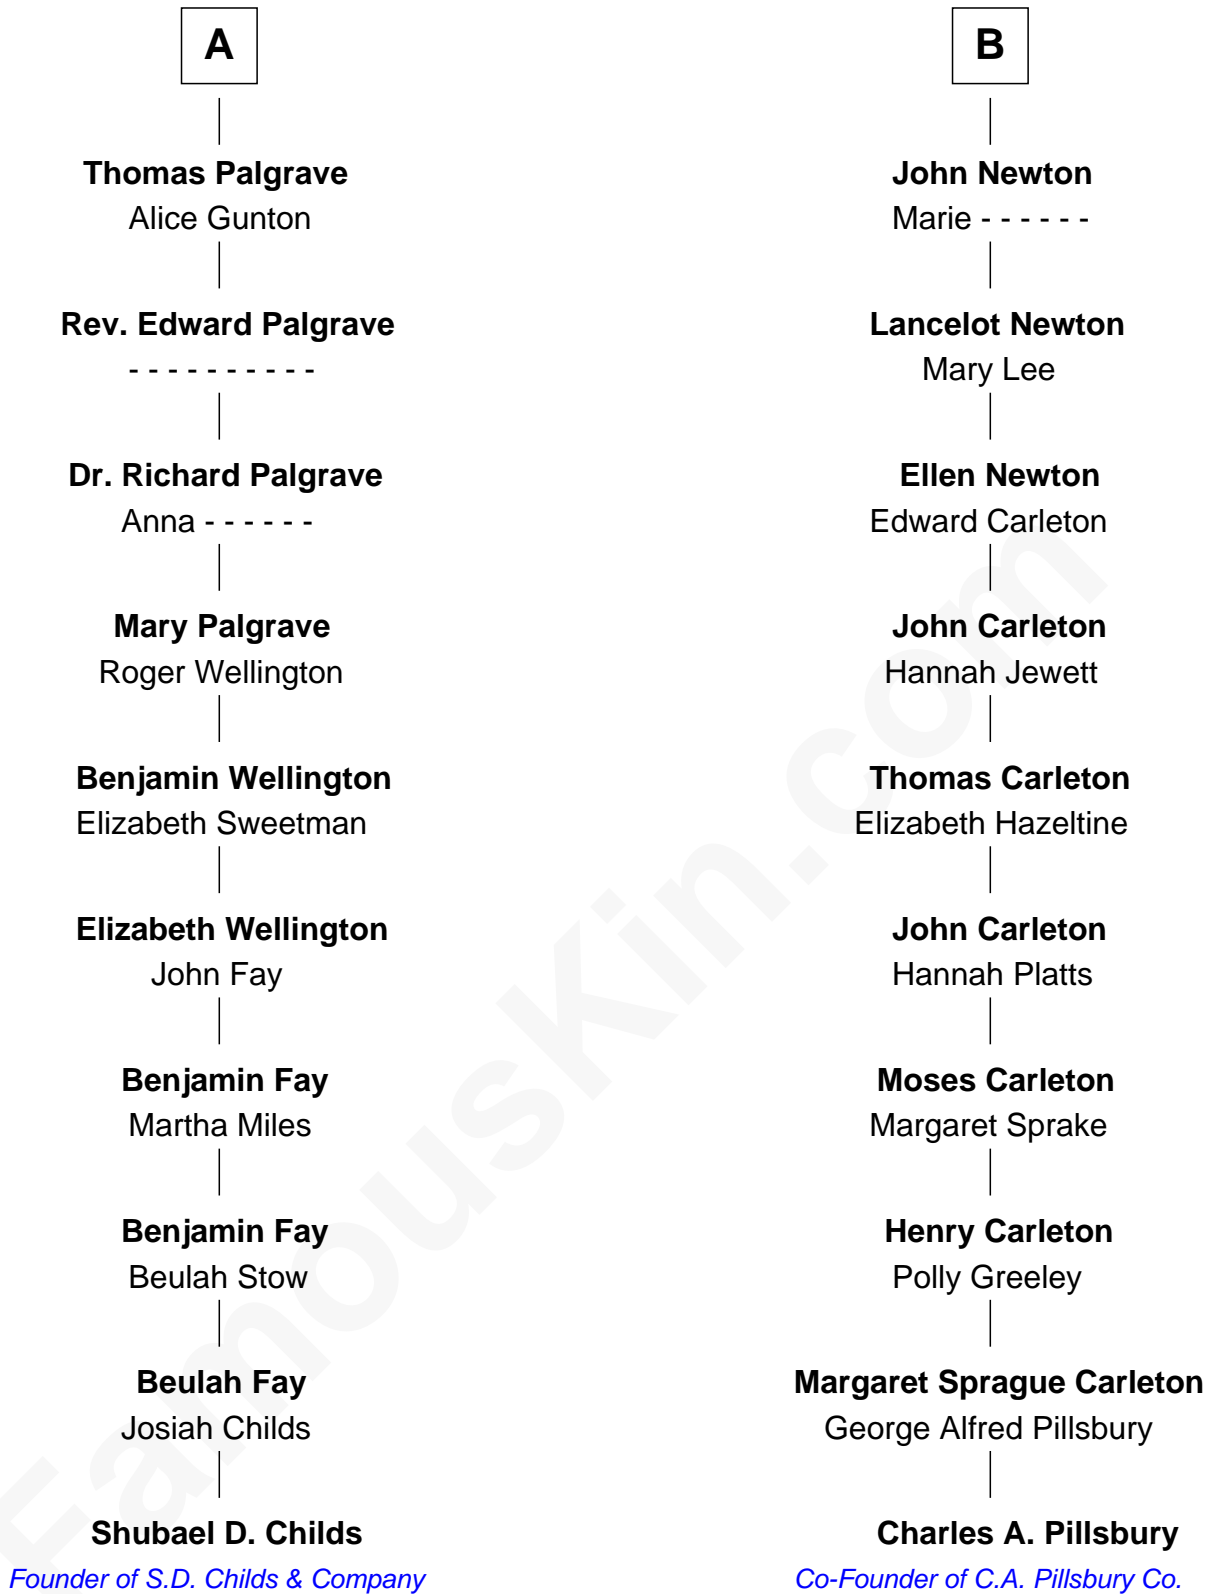 A
Thomas Palgrave
Alice Gunton
Rev. Edward Palgrave
- - - - - - - - - -
Dr. Richard Palgrave
Anna - - - - - -
Mary Palgrave
Roger Wellington
Benjamin Wellington
Elizabeth Sweetman
Elizabeth Wellington
John Fay
Benjamin Fay
Martha Miles
Benjamin Fay
Beulah Stow
Beulah Fay
Josiah Childs
Shubael D. Childs
Founder of S.D. Childs & Company
B
John Newton
Marie - - - - - -
Lancelot Newton
Mary Lee
Ellen Newton
Edward Carleton
John Carleton
Hannah Jewett
Thomas Carleton
Elizabeth Hazeltine
John Carleton
Hannah Platts
Moses Carleton
Margaret Sprake
Henry Carleton
Polly Greeley
Margaret Sprague Carleton
George Alfred Pillsbury
Charles A. Pillsbury
Co-Founder of C.A. Pillsbury Co.
FamousKin.com